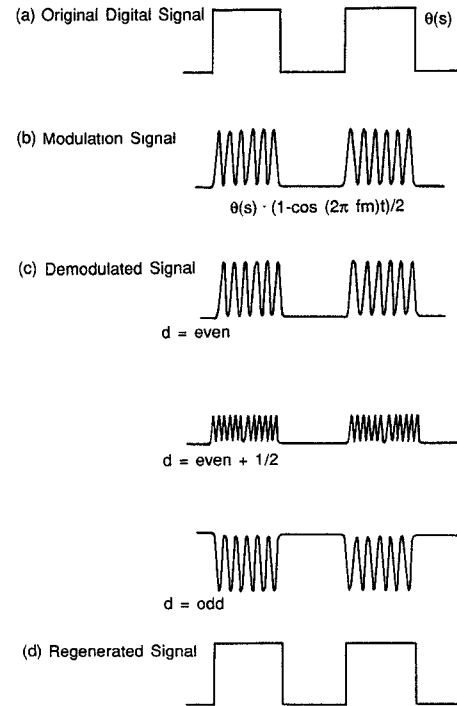 (a) Original Digital Signal
θ(s)
(b) Modulation Signal
θ(s) · (1-cos (2π fm)t)/2
(c) Demodulated Signal
d = even
d = even + 1/2
d = odd
(d) Regenerated Signal